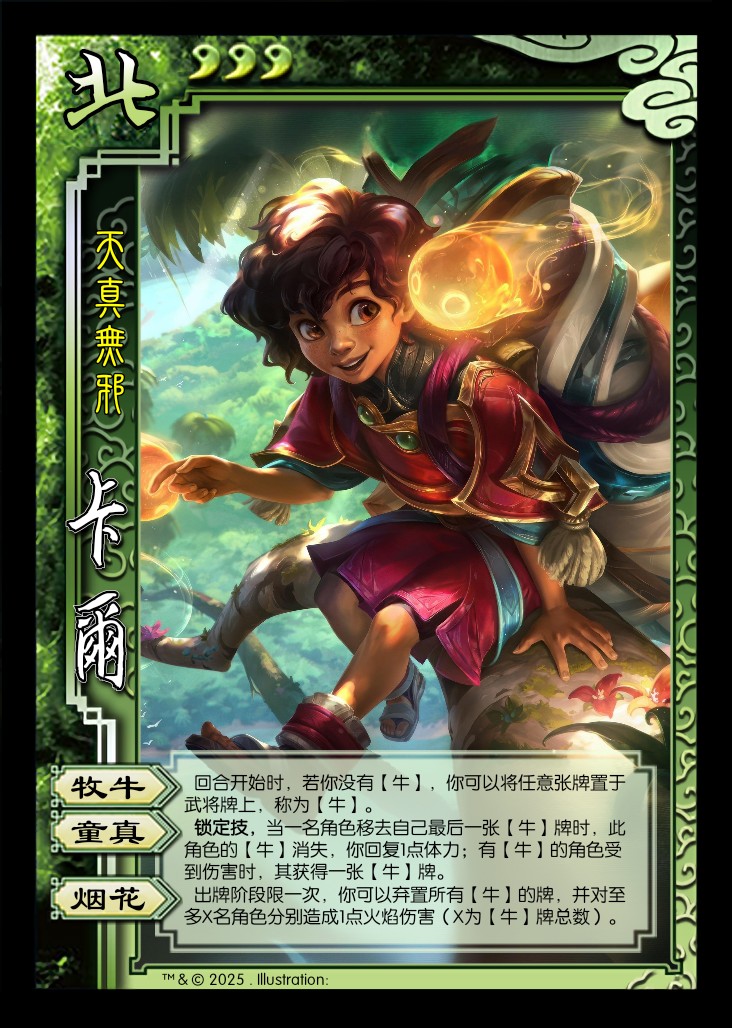 北
天真無邪
卡爾
牧牛
回合开始时，若你没有【牛】，你可以将任意张牌置于
武将牌上，称为【牛】。
童真
锁定技，当一名角色移去自己最后一张【牛】牌时，此
角色的【牛】消失，你回复1点体力；有【牛】的角色受
到伤害时，其获得一张【牛】牌。
烟花
出牌阶段限一次，你可以弃置所有【牛】的牌，并对至
多X名角色分别造成1点火焰伤害（X为【牛】牌总数）。
™ & © 2025 . Illustration: